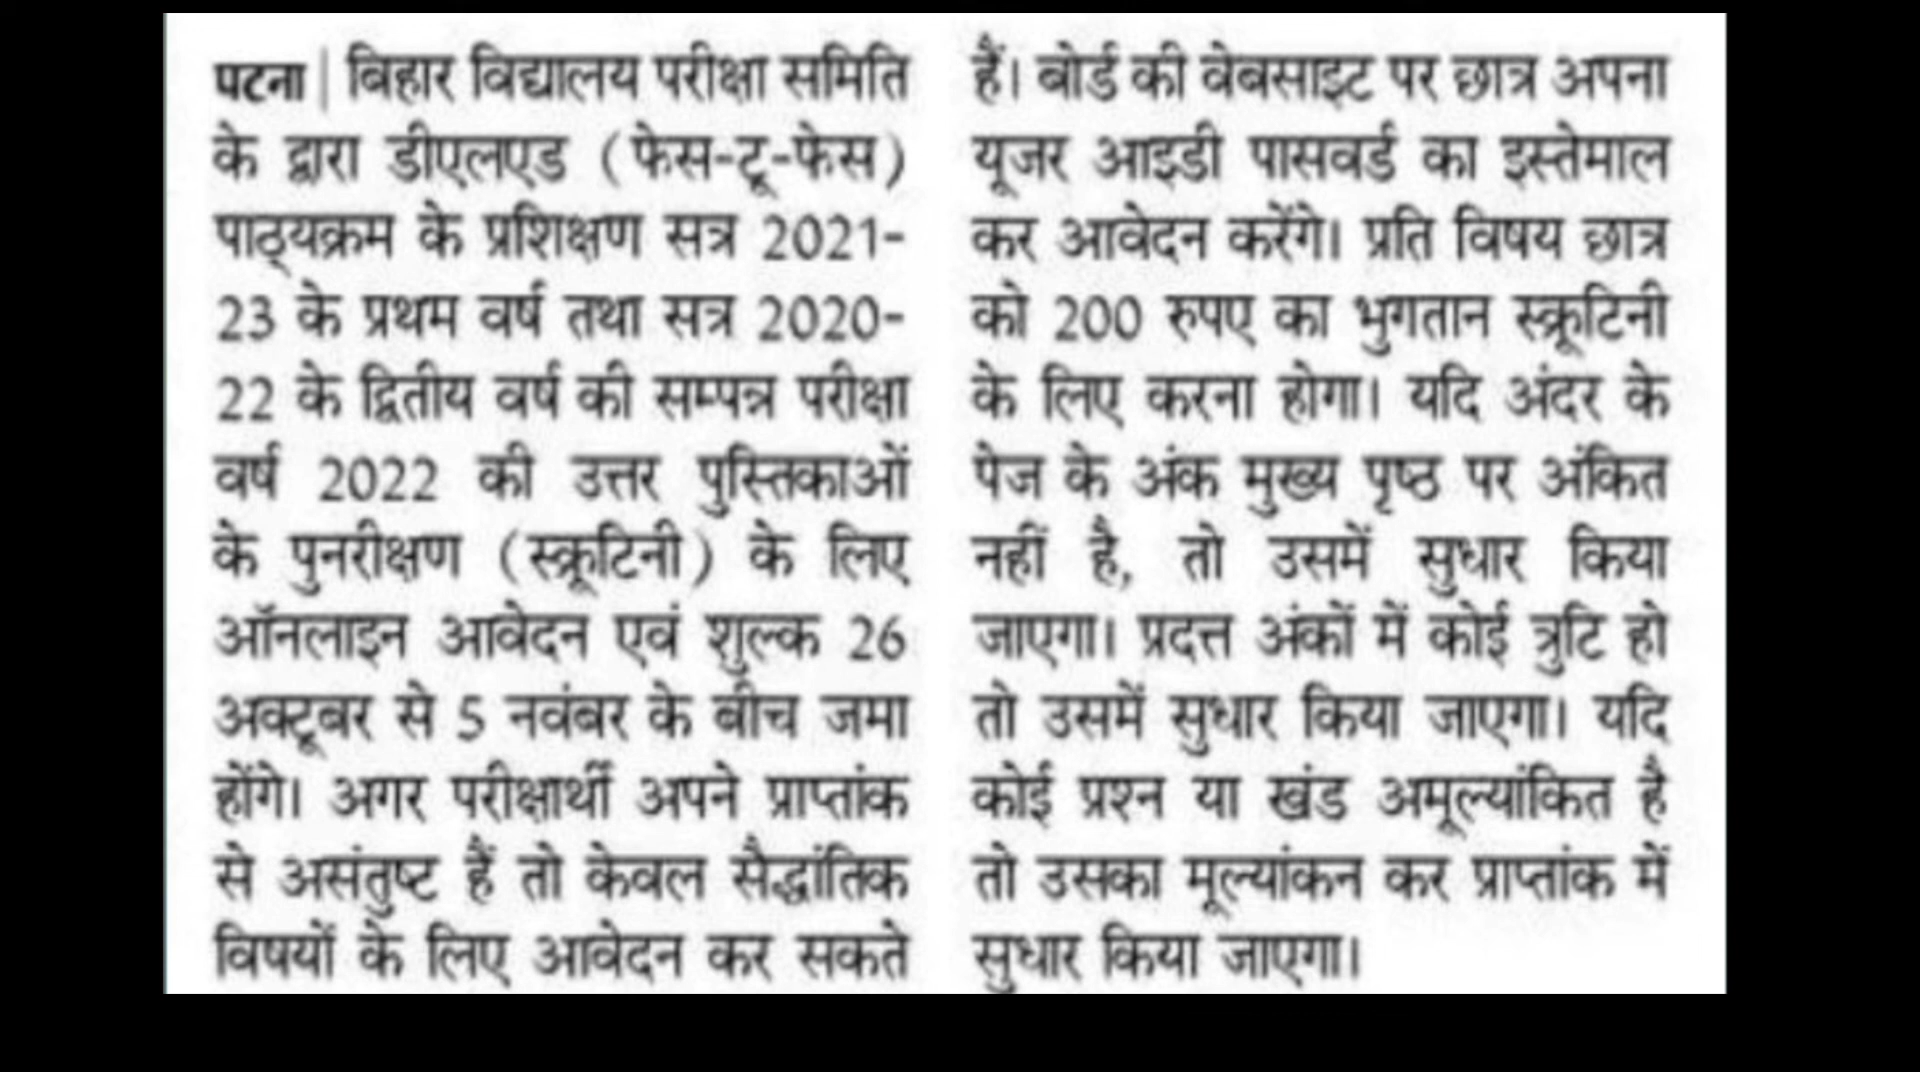 पटना | बिहार विद्यालय परीक्षा समिति
के द्वारा डीएलएड (फेस-टू-फेस)
पाठ्यक्रम के प्रशिक्षण सत्र 2021-
23 के प्रथम वर्ष तथा सत्र 2020-
22 के द्वितीय वर्ष की सम्पन्न परीक्षा
वर्ष 2022 की उत्तर पुस्तिकाओं
के पुनरीक्षण (स्क्रूटिनी) के लिए
ऑनलाइन आवेदन एवं शुल्क 26
अक्टूबर से 5 नवंबर के बीच जमा
होंगे। अगर परीक्षार्थी अपने प्राप्तांक
से असंतुष्ट हैं तो केवल सैद्धांतिक
विषयों के लिए आवेदन कर सकते
हैं। बोर्ड की वेबसाइट पर छात्र अपना
यूजर आइडी पासवर्ड का इस्तेमाल
कर आवेदन करेंगे। प्रति विषय छात्र
को 200 रुपए का भुगतान स्क्रूटिनी
के लिए करना होगा। यदि अंदर के
पेज के अंक मुख्य पृष्ठ पर अंकित
नहीं है, तो उसमें सुधार किया
जाएगा। प्रदत्त अंकों में कोई त्रुटि हो
तो उसमें सुधार किया जाएगा। यदि
कोई प्रश्न या खंड अमूल्यांकित है
तो उसका मूल्यांकन कर प्राप्तांक में
सुधार किया जाएगा।